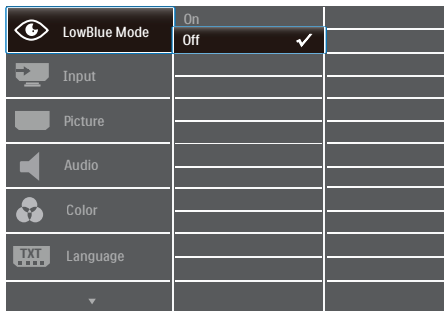 LowBlue Mode
On
Off
Input
Picture
Audio
Color
TXT
Language